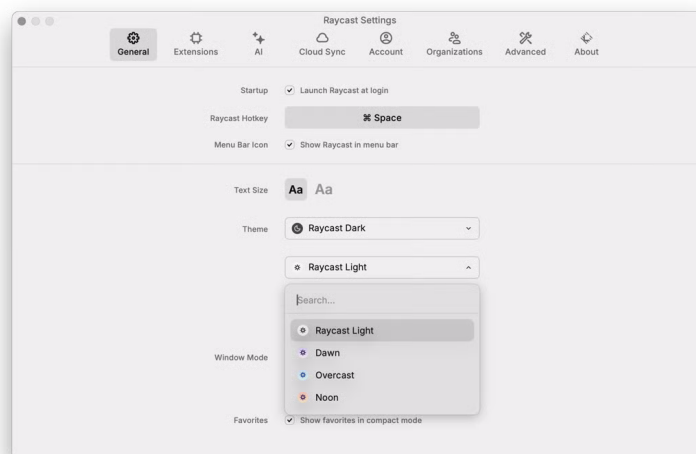 Raycast Settings
General Extensions AI Cloud Sync Account Organizations Advanced About
Startup Launch Raycast at login
Raycast Hotkey ⌘ Space
Menu Bar Icon Show Raycast in menu bar
Text Size Aa Aa
Theme Raycast Dark
Raycast Light
Search...
Raycast Light
Window Mode Dawn
Overcast
Noon
Favorites Show favorites in compact mode